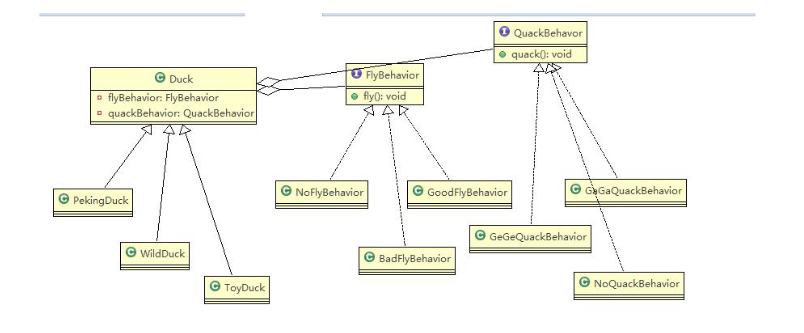 QuackBehavor
quack(): void
FlyBehavior
fly(): void
Duck
flyBehavior: FlyBehavior
quackBehavior: QuackBehavior
PekingDuck
WildDuck
ToyDuck
NoFlyBehavior
GoodFlyBehavior
BadFlyBehavior
GaGaQuackBehavior
GeGeQuackBehavior
NoQuackBehavior